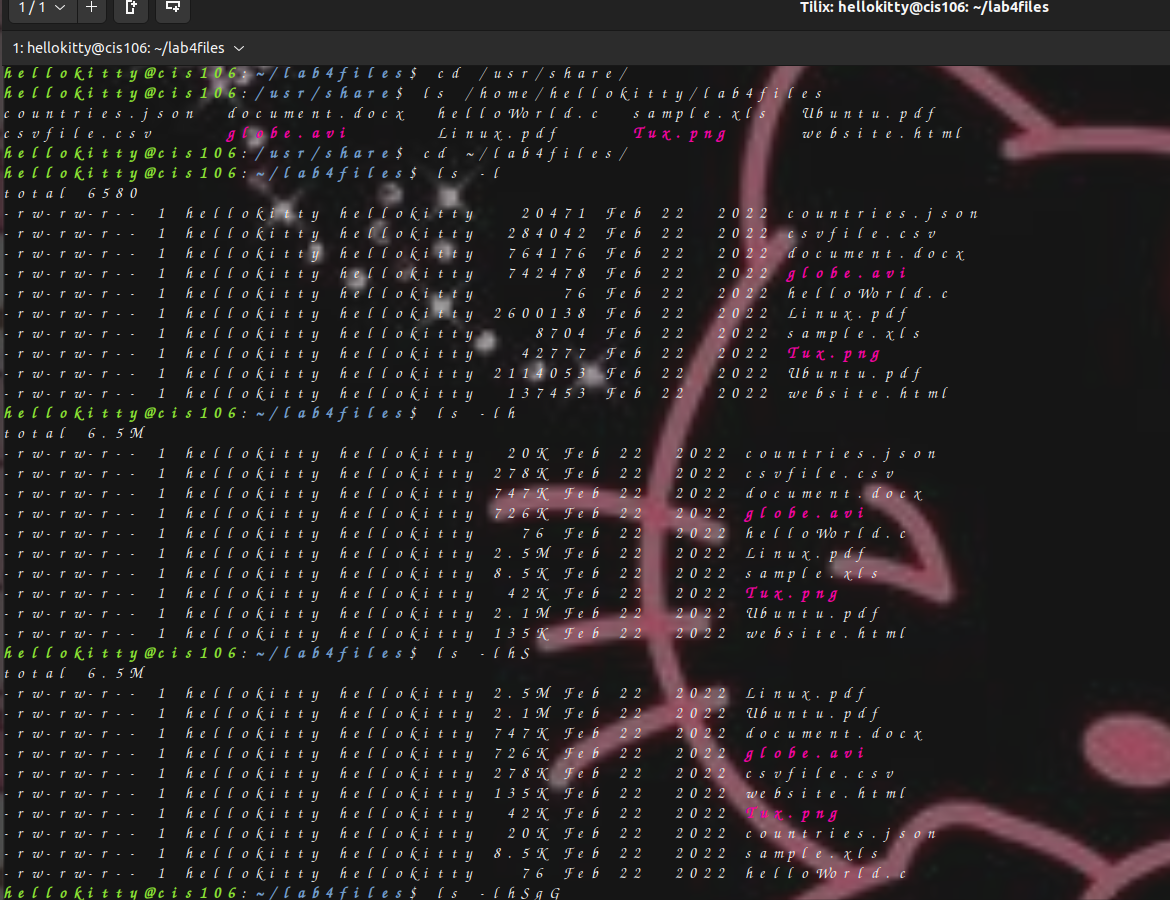 1 / 1
Tilix: hellokitty@cis106: ~/lab4files
1: hellokitty@cis106: ~/lab4files
hellokitty@cis106:~/lab4files$ cd /usr/share/
hellokitty@cis106:/usr/share$ ls /home/hellokitty/lab4files
countries.json document.docx helloWorld.c sample.xls Ubuntu.pdf
csvfile.csv globe.avi Linux.pdf Tux.png website.html
hellokitty@cis106:/usr/share$ cd ~/lab4files/
hellokitty@cis106:~/lab4files$ ls -l
total 6580
-rw-rw-r-- 1 hellokitty hellokitty 20471 Feb 22 2022 countries.json
-rw-rw-r-- 1 hellokitty hellokitty 284042 Feb 22 2022 csvfile.csv
-rw-rw-r-- 1 hellokitty hellokitty 764176 Feb 22 2022 document.docx
-rw-rw-r-- 1 hellokitty hellokitty 742478 Feb 22 2022 globe.avi
-rw-rw-r-- 1 hellokitty hellokitty 76 Feb 22 2022 helloWorld.c
-rw-rw-r-- 1 hellokitty hellokitty 2600138 Feb 22 2022 Linux.pdf
-rw-rw-r-- 1 hellokitty hellokitty 8704 Feb 22 2022 sample.xls
-rw-rw-r-- 1 hellokitty hellokitty 42777 Feb 22 2022 Tux.png
-rw-rw-r-- 1 hellokitty hellokitty 2114053 Feb 22 2022 Ubuntu.pdf
-rw-rw-r-- 1 hellokitty hellokitty 137453 Feb 22 2022 website.html
hellokitty@cis106:~/lab4files$ ls -lh
total 6.5M
-rw-rw-r-- 1 hellokitty hellokitty 20K Feb 22 2022 countries.json
-rw-rw-r-- 1 hellokitty hellokitty 278K Feb 22 2022 csvfile.csv
-rw-rw-r-- 1 hellokitty hellokitty 747K Feb 22 2022 document.docx
-rw-rw-r-- 1 hellokitty hellokitty 726K Feb 22 2022 globe.avi
-rw-rw-r-- 1 hellokitty hellokitty 76 Feb 22 2022 helloWorld.c
-rw-rw-r-- 1 hellokitty hellokitty 2.5M Feb 22 2022 Linux.pdf
-rw-rw-r-- 1 hellokitty hellokitty 8.5K Feb 22 2022 sample.xls
-rw-rw-r-- 1 hellokitty hellokitty 42K Feb 22 2022 Tux.png
-rw-rw-r-- 1 hellokitty hellokitty 2.1M Feb 22 2022 Ubuntu.pdf
-rw-rw-r-- 1 hellokitty hellokitty 135K Feb 22 2022 website.html
hellokitty@cis106:~/lab4files$ ls -lhS
total 6.5M
-rw-rw-r-- 1 hellokitty hellokitty 2.5M Feb 22 2022 Linux.pdf
-rw-rw-r-- 1 hellokitty hellokitty 2.1M Feb 22 2022 Ubuntu.pdf
-rw-rw-r-- 1 hellokitty hellokitty 747K Feb 22 2022 document.docx
-rw-rw-r-- 1 hellokitty hellokitty 726K Feb 22 2022 globe.avi
-rw-rw-r-- 1 hellokitty hellokitty 278K Feb 22 2022 csvfile.csv
-rw-rw-r-- 1 hellokitty hellokitty 135K Feb 22 2022 website.html
-rw-rw-r-- 1 hellokitty hellokitty 42K Feb 22 2022 Tux.png
-rw-rw-r-- 1 hellokitty hellokitty 20K Feb 22 2022 countries.json
-rw-rw-r-- 1 hellokitty hellokitty 8.5K Feb 22 2022 sample.xls
-rw-rw-r-- 1 hellokitty hellokitty 76 Feb 22 2022 helloWorld.c
hellokitty@cis106:~/lab4files$ ls -lhSgG